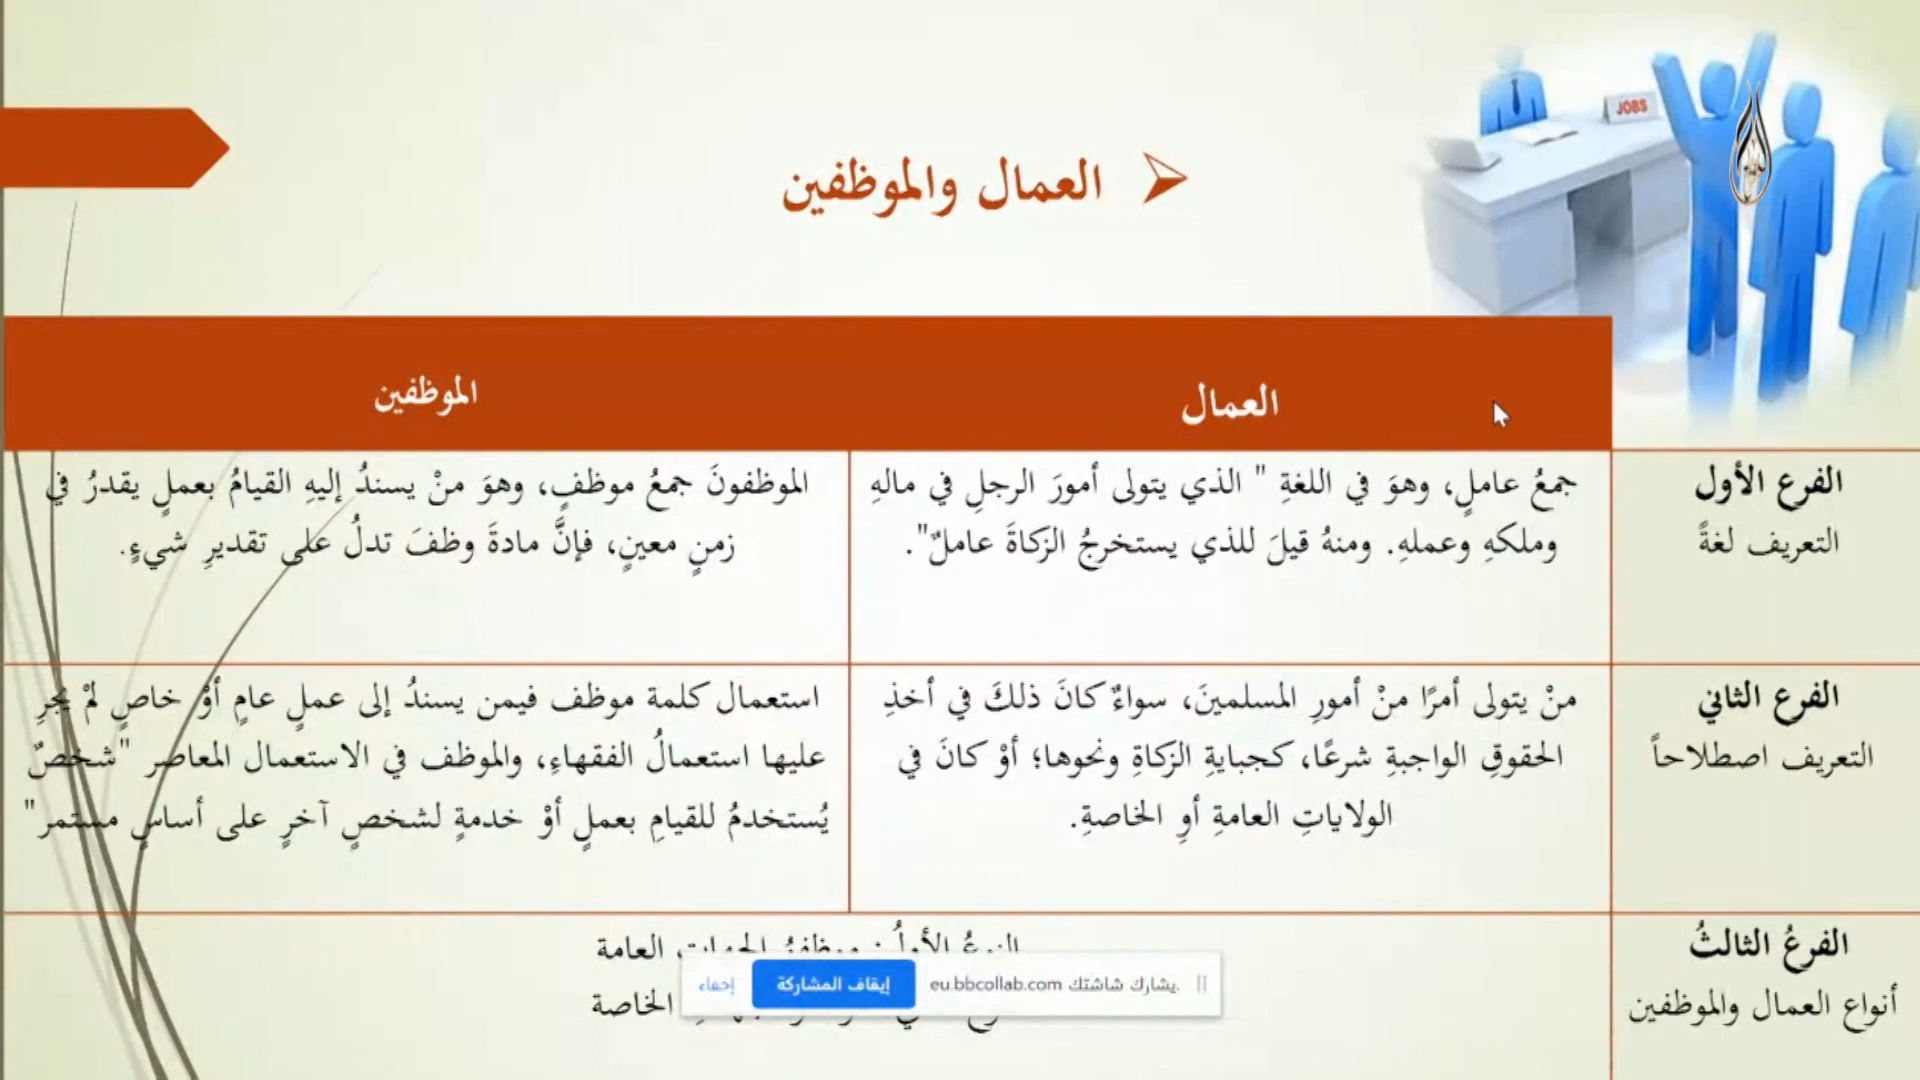 JOBS
العمال والموظفين
العمال
الموظفين
الفرع الأول
التعريف لغةً
جمعُ عاملٍ، وهوَ في اللغةِ " الذي يتولى أمورَ الرجلِ في مالهِ
وملكهِ وعملهِ. ومنهُ قيلَ للذي يستخرجُ الزكاةَ عاملٌ".
الموظفونَ جمعُ موظفٍ، وهوَ منْ يسندُ إليهِ القيامُ بعملٍ يقدرُ في
زمنٍ معينٍ، فإنَّ مادةَ وظفَ تدلُ على تقديرِ شيءٍ.
الفرع الثاني
التعريف اصطلاحاً
منْ يتولى أمرًا منْ أمورِ المسلمينَ، سواءٌ كانَ ذلكَ في أخذِ
الحقوقِ الواجبةِ شرعًا، كجبايةِ الزكاةِ ونحوها؛ أوْ كانَ في
الولاياتِ العامةِ أوِ الخاصةِ.
استعمال كلمة موظف فيمن يسندُ إلى عملٍ عامٍ أوْ خاصٍ لمْ يجرِ
عليها استعمالُ الفقهاءِ، والموظف في الاستعمال المعاصر "شخصٌ
يُستخدمُ للقيامِ بعملٍ أوْ خدمةٍ لشخصٍ آخرٍ على أساسٍ مستمر"
الفرعُ الثالثُ
أنواع العمال والموظفين
العامة
الخاصة
يشارك شاشتك eu.bbcollab.com.
إيقاف المشاركة
إخفاء